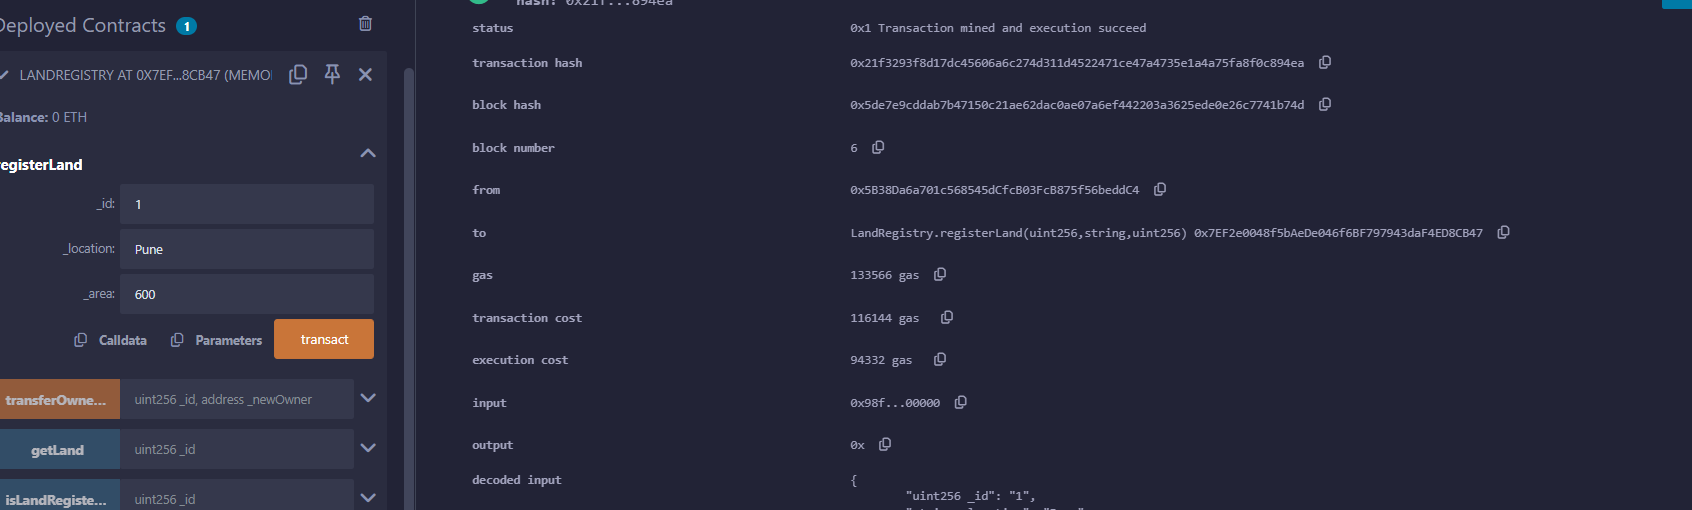 Deployed Contracts 1
LANDREGISTRY AT 0X7EF...8CB47 (MEMO
Balance: 0 ETH
registerLand
_id: 1
_location: Pune
_area: 600
Calldata Parameters transact
transferOwne... uint256 _id, address _newOwner
getLand uint256 _id
isLandRegiste... uint256 _id
hash: 0x21f...894ea
status 0x1 Transaction mined and execution succeed
transaction hash 0x21f3293f8d17dc45606a6c274d311d4522471ce47a4735e1a4a75fa8f0c894ea
block hash 0x5de7e9cddab7b47150c21ae62dac0ae07a6ef442203a3625ede0e26c7741b74d
block number 6
from 0x5B38Da6a701c568545dCfcB03FcB875f56beddC4
to LandRegistry.registerLand(uint256,string,uint256) 0x7EF2e0048f5bAeDe046f6BF797943daF4ED8CB47
gas 133566 gas
transaction cost 116144 gas
execution cost 94332 gas
input 0x98f...00000
output 0x
decoded input {
"uint256 _id": "1",